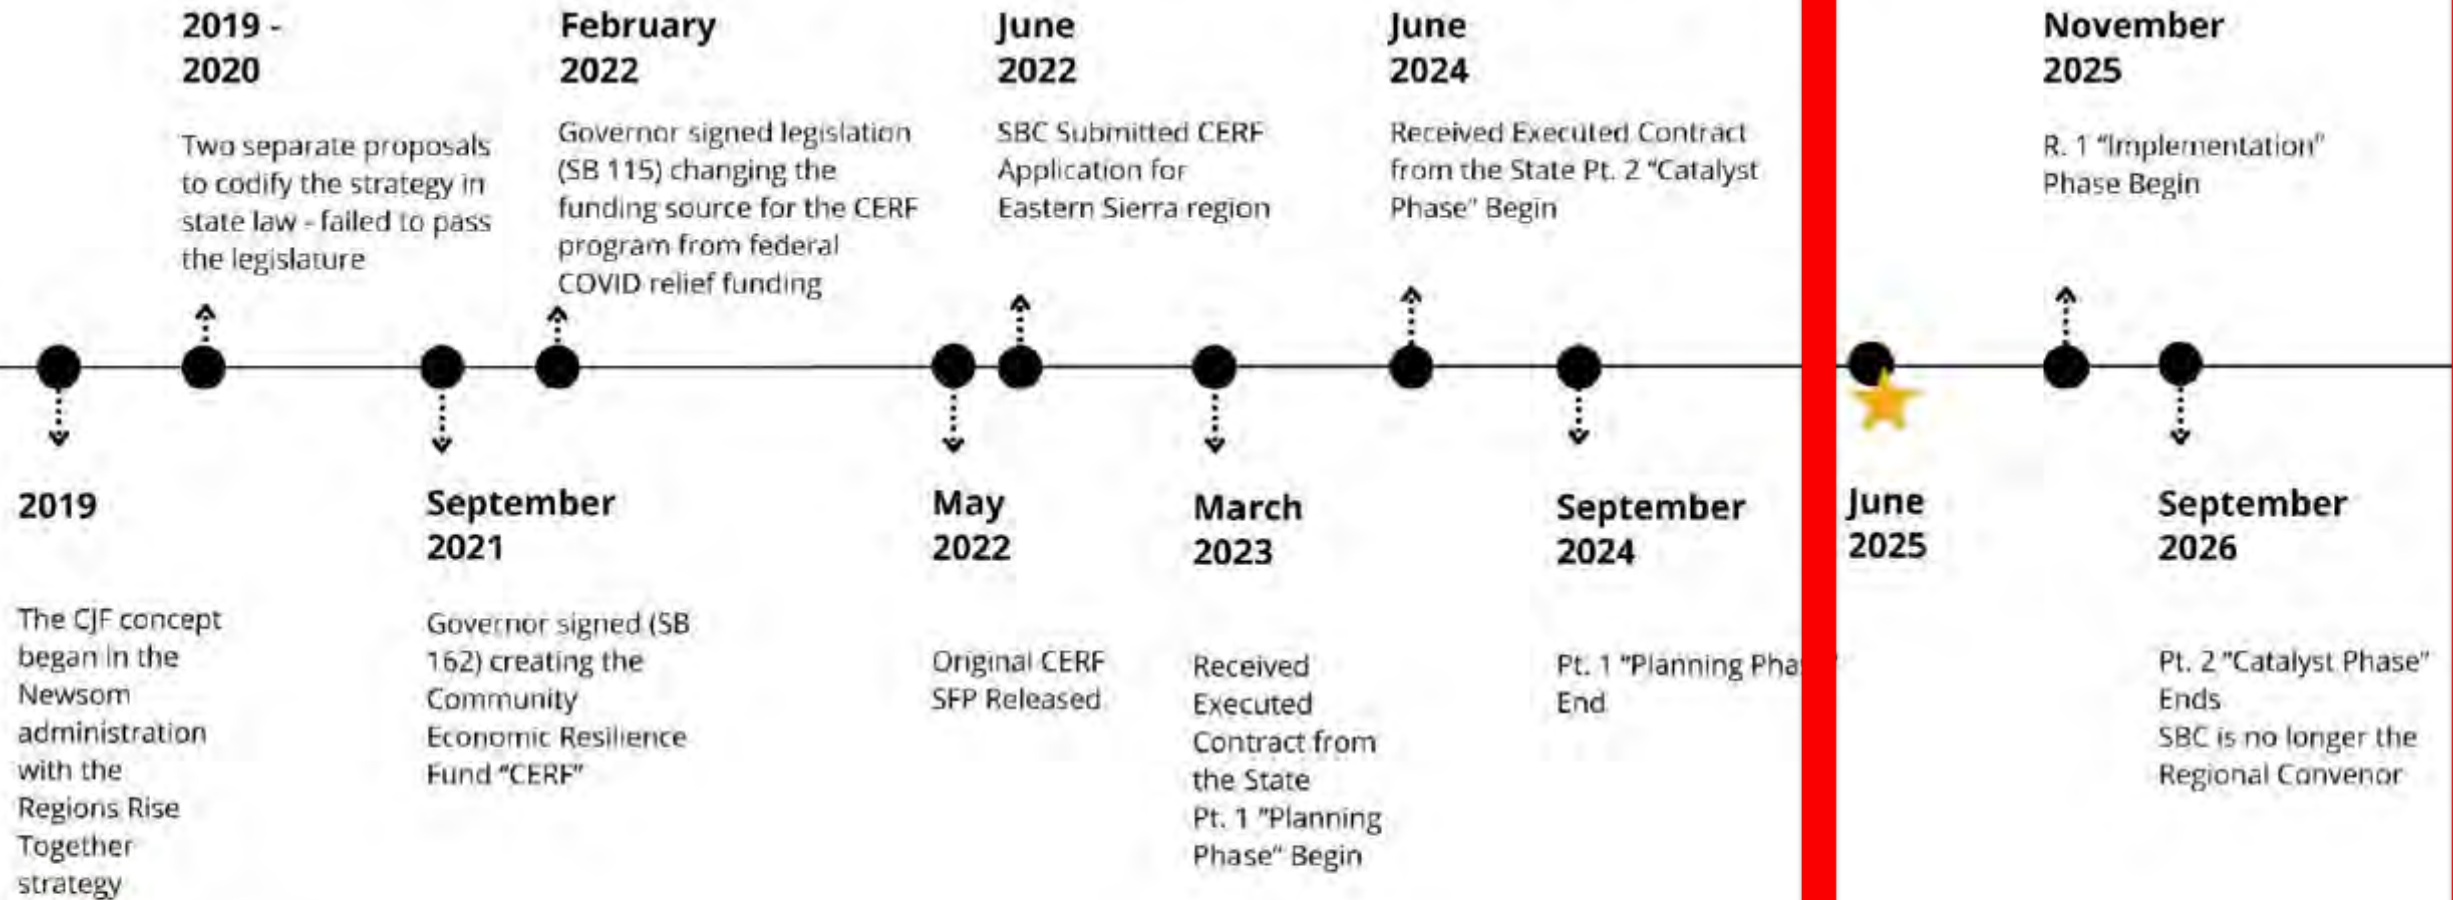 2019 -
2020
Two separate proposals
to codify the strategy in
state law - failed to pass
the legislature
February
2022
Governor signed legislation
(SB 115) changing the
funding source for the CERF
program from federal
COVID relief funding
June
2022
SBC Submitted CERF
Application for
Eastern Sierra region
June
2024
Received Executed Contract
from the State Pt. 2 "Catalyst
Phase" Begin
November
2025
R. 1 "Implementation"
Phase Begin
2019
The CJF concept
began in the
Newsom
administration
with the
Regions Rise
Together
strategy
September
2021
Governor signed (SB
162) creating the
Community
Economic Resilience
Fund "CERF"
May
2022
Original CERF
SFP Released
March
2023
Received
Executed
Contract from
the State
Pt. 1 "Planning
Phase" Begin
September
2024
Pt. 1 "Planning Pha
End
June
2025
September
2026
Pt. 2 "Catalyst Phase"
Ends
SBC is no longer the
Regional Convenor